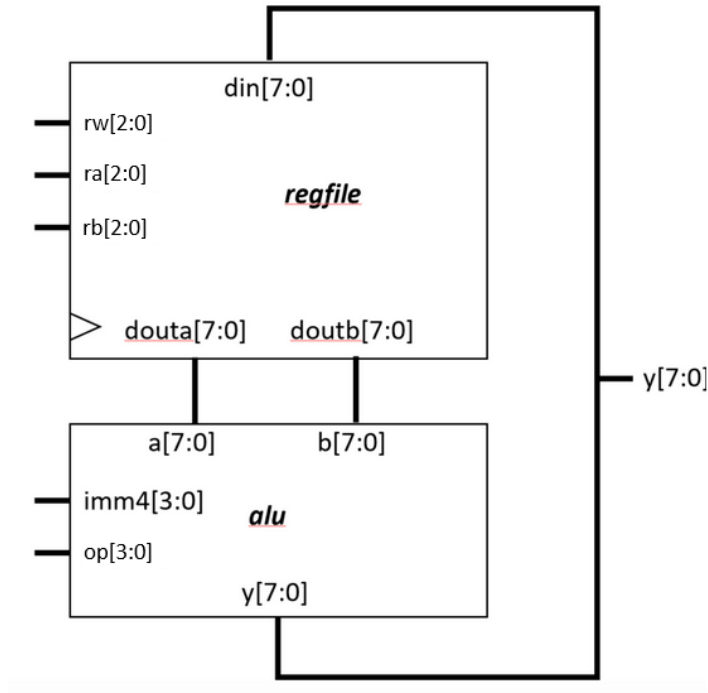 din[7:0]
rw[2:0]
ra[2:0]
regfile
rb[2:0]
douta[7:0] doutb[7:0]
y[7:0]
a[7:0] b[7:0]
imm4[3:0]
alu
op[3:0]
y[7:0]